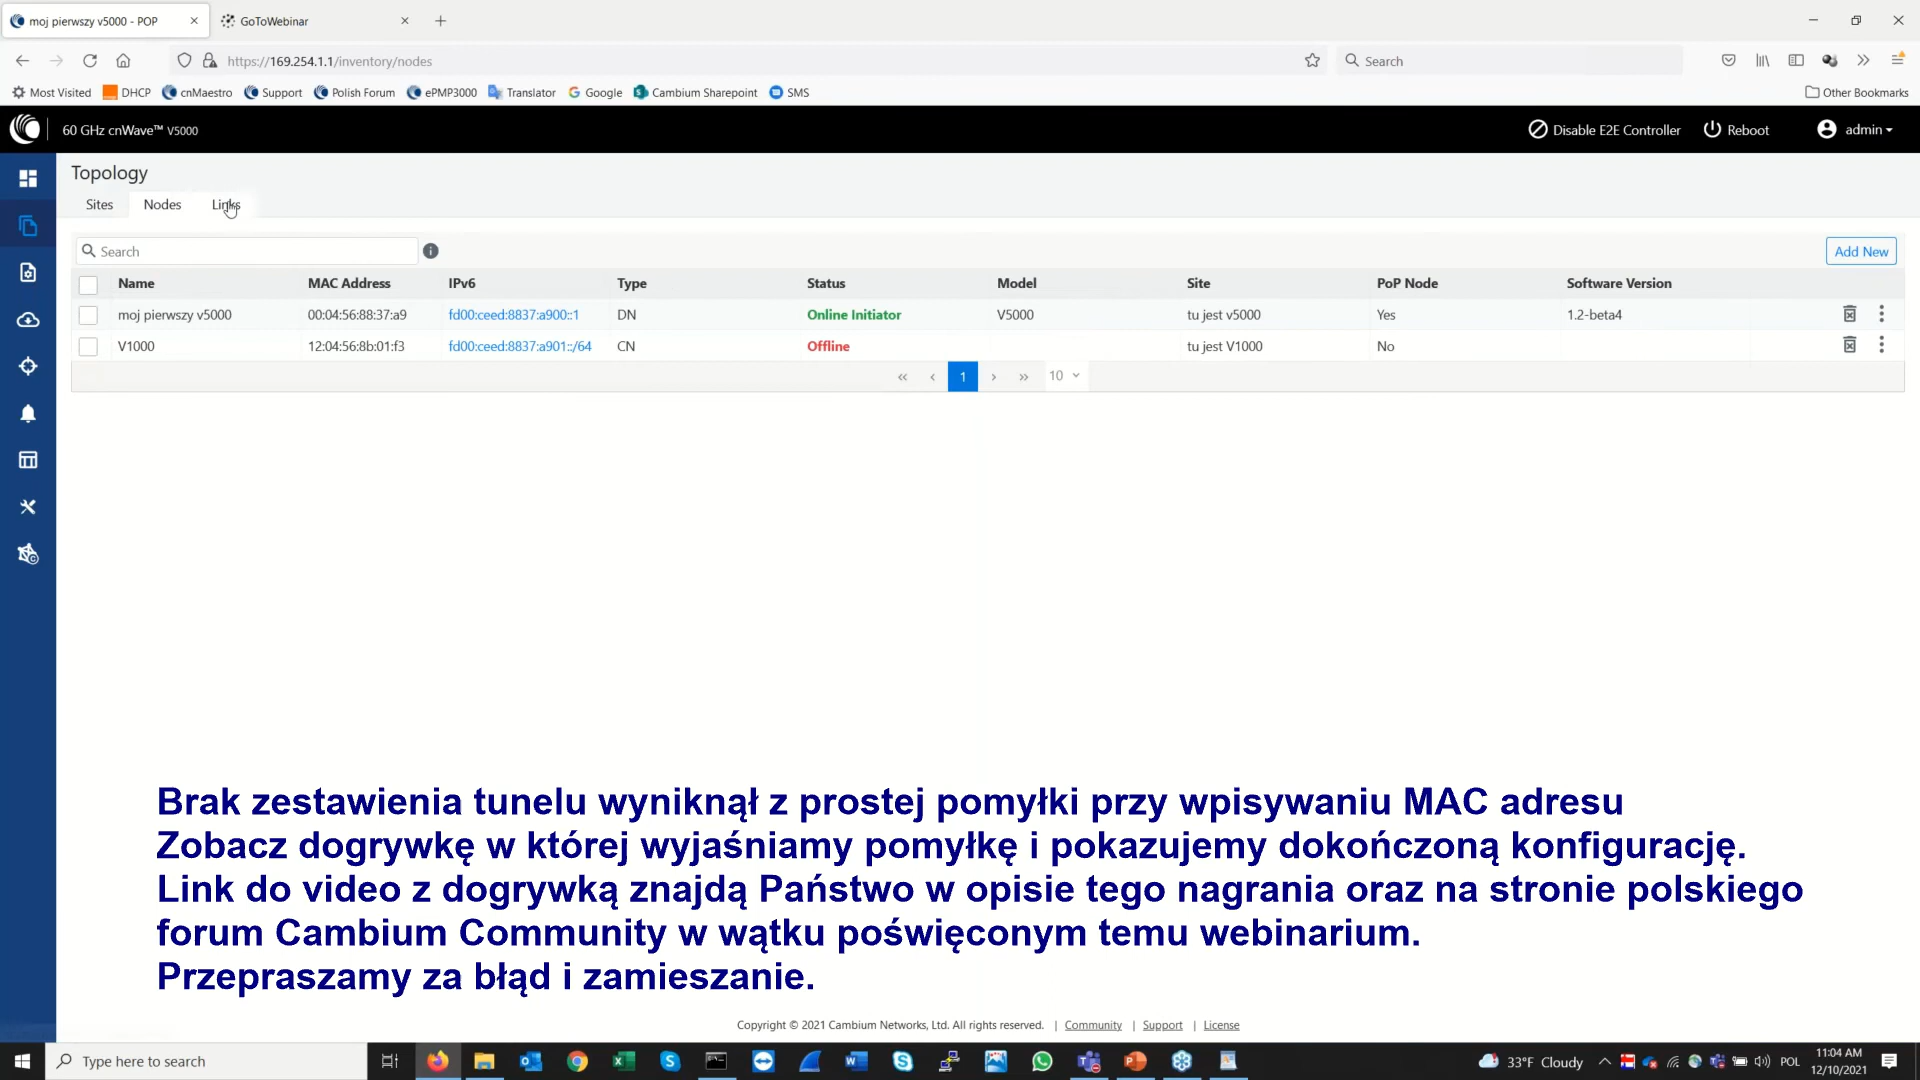 moj pierwszy v5000 - POP
GoToWebinar
https://169.254.1.1/inventory/nodes
Search
Most Visited DHCP cnMaestro Support Polish Forum ePMP3000 Translator Google Cambium Sharepoint SMS Other Bookmarks
60 GHz cnWave™ V5000 Disable E2E Controller Reboot admin
Topology
Sites Nodes Links
Search Add New
Name MAC Address IPv6 Type Status Model Site PoP Node Software Version
moj pierwszy v5000 00:04:56:88:37:a9 fd00:ceed:8837:a900::1 DN Online Initiator V5000 tu jest v5000 Yes 1.2-beta4
V1000 12:04:56:8b:01:f3 fd00:ceed:8837:a901::/64 CN Offline tu jest V1000 No
« ‹ 1 › » 10
Brak zestawienia tunelu wyniknął z prostej pomyłki przy wpisywaniu MAC adresu
Zobacz dogrywkę w której wyjaśniamy pomyłkę i pokazujemy dokończoną konfigurację.
Link do video z dogrywką znajdą Państwo w opisie tego nagrania oraz na stronie polskiego
forum Cambium Community w wątku poświęconym temu webinarium.
Przepraszamy za błąd i zamieszanie.
Copyright © 2021 Cambium Networks, Ltd. All rights reserved. | Community | Support | License
Type here to search
33°F Cloudy
POL
11:04 AM
12/10/2021